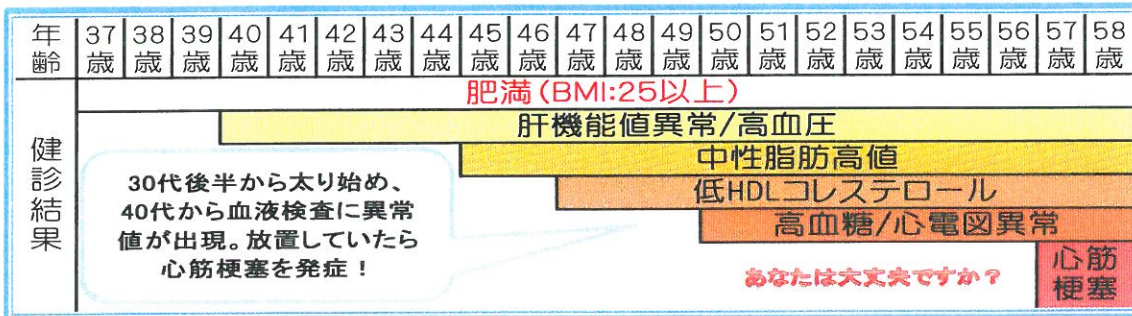 年齢 37歳 38歳 39歳 40歳 41歳 42歳 43歳 44歳 45歳 46歳 47歳 48歳 49歳 50歳 51歳 52歳 53歳 54歳 55歳 56歳 57歳 58歳
健診結果
肥満(BMI:25以上)
肝機能値異常/高血圧
中性脂肪高値
低HDLコレステロール
高血糖/心電図異常
心筋
梗塞
30代後半から太り始め、
40代から血液検査に異常
値が出現。放置していたら
心筋梗塞を発症！
あなたは大丈夫ですか？